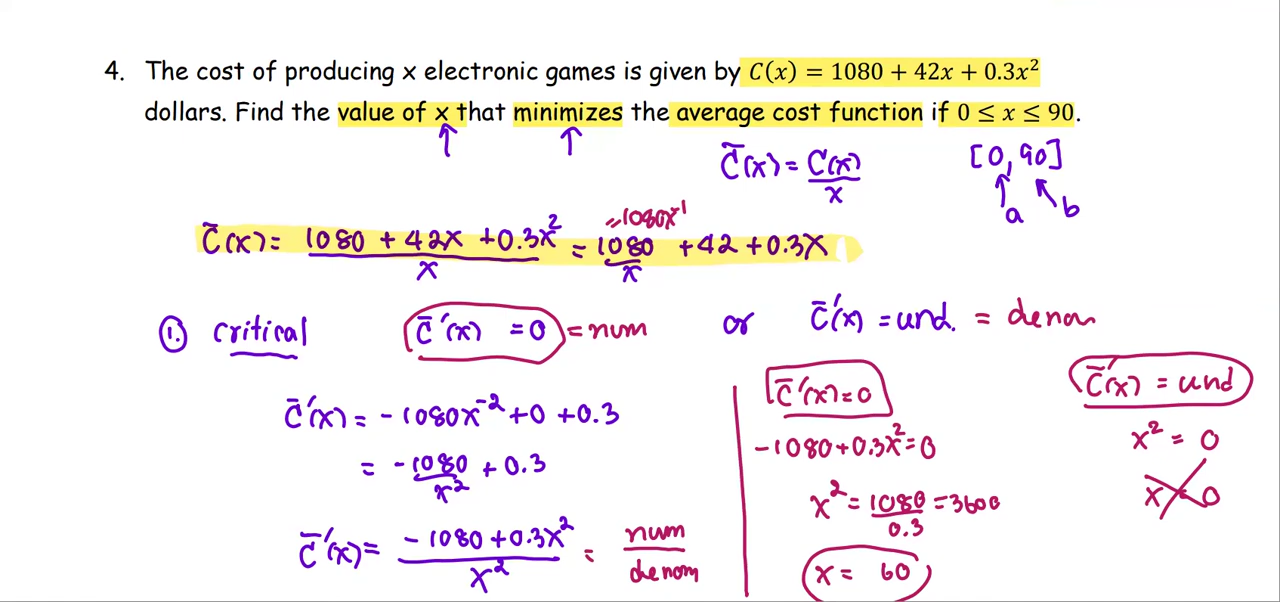 4. The cost of producing x electronic games is given by C(x) = 1080 + 42x + 0.3x²
dollars. Find the value of x that minimizes the average cost function if 0 ≤ x ≤ 90.
C̄(x) = C(x)/x
[0, 90]
a b
= 1080x⁻¹
C̄(x) = (1080 + 42x + 0.3x²)/x = 1080/x + 42 + 0.3x
①. critical C̄'(x) = 0 = num or C̄'(x) = und. = denom
C̄'(x) = -1080x⁻² + 0 + 0.3
= -1080/x² + 0.3
C̄'(x) = (-1080 + 0.3x²)/x² = num/denom
C̄'(x) = 0
-1080 + 0.3x² = 0
x² = 1080/0.3 = 3600
x = 60
C̄'(x) = und
x² = 0
x = 0